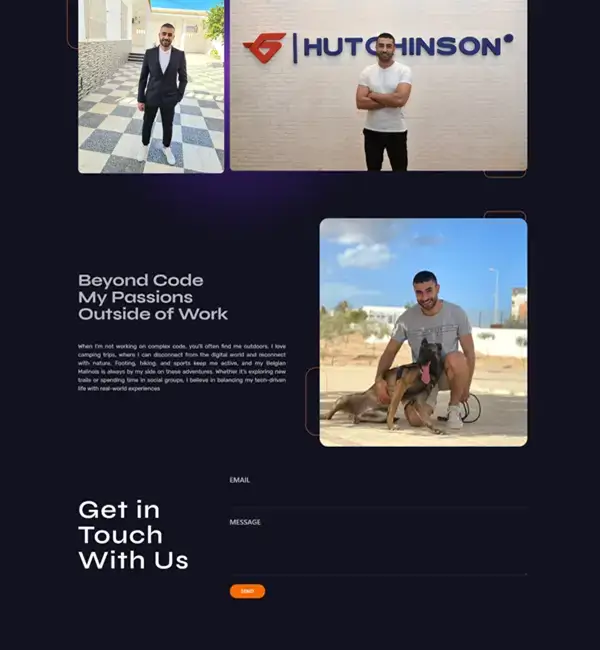 HUTCHINSON
Beyond Code
My Passions
Outside of Work
When I'm not working on complex code, you'll often find me outdoors. I love
camping trips, where I can disconnect from the digital world and reconnect
with nature. Footing, hiking, and sports keep me active, and my Belgian
Malinois is always by my side on these adventures. Whether it's exploring new
trails or spending time in social groups, I believe in balancing my tech-driven
life with real-world experiences
EMAIL
Get in
Touch
With Us
MESSAGE
SEND